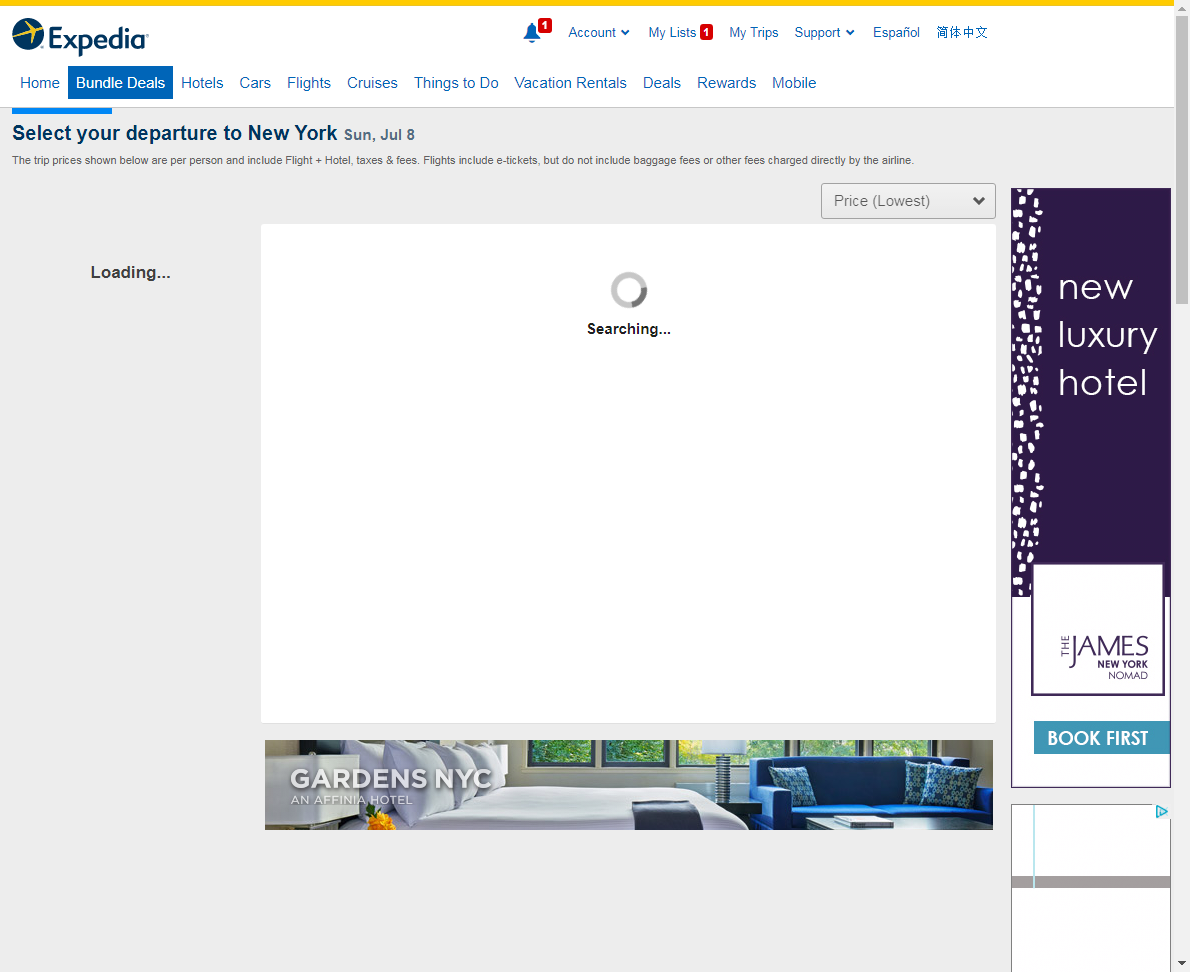 Expedia
1
Account
My Lists 1
My Trips
Support
Español
简体中文
Home
Bundle Deals
Hotels
Cars
Flights
Cruises
Things to Do
Vacation Rentals
Deals
Rewards
Mobile
Select your departure to New York Sun, Jul 8
The trip prices shown below are per person and include Flight + Hotel, taxes & fees. Flights include e-tickets, but do not include baggage fees or other fees charged directly by the airline.
Price (Lowest)
Loading...
Searching...
new
luxury
hotel
THE JAMES
NEW YORK
NOMAD
BOOK FIRST
GARDENS NYC
AN AFFINIA HOTEL